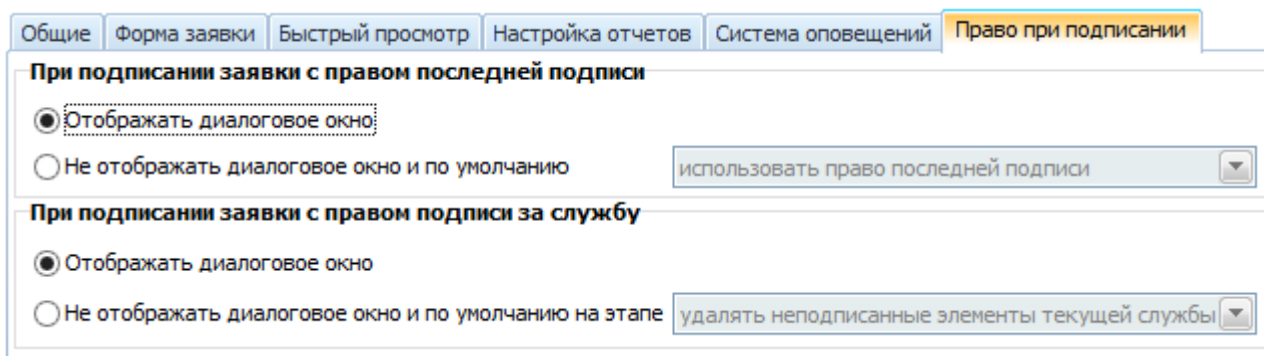 Общие Форма заявки Быстрый просмотр Настройка отчетов Система оповещений Право при подписании
При подписании заявки с правом последней подписи
Отображать диалоговое окно
Не отображать диалоговое окно и по умолчанию использовать право последней подписи
При подписании заявки с правом подписи за службу
Отображать диалоговое окно
Не отображать диалоговое окно и по умолчанию на этапе удалять неподписанные элементы текущей службы